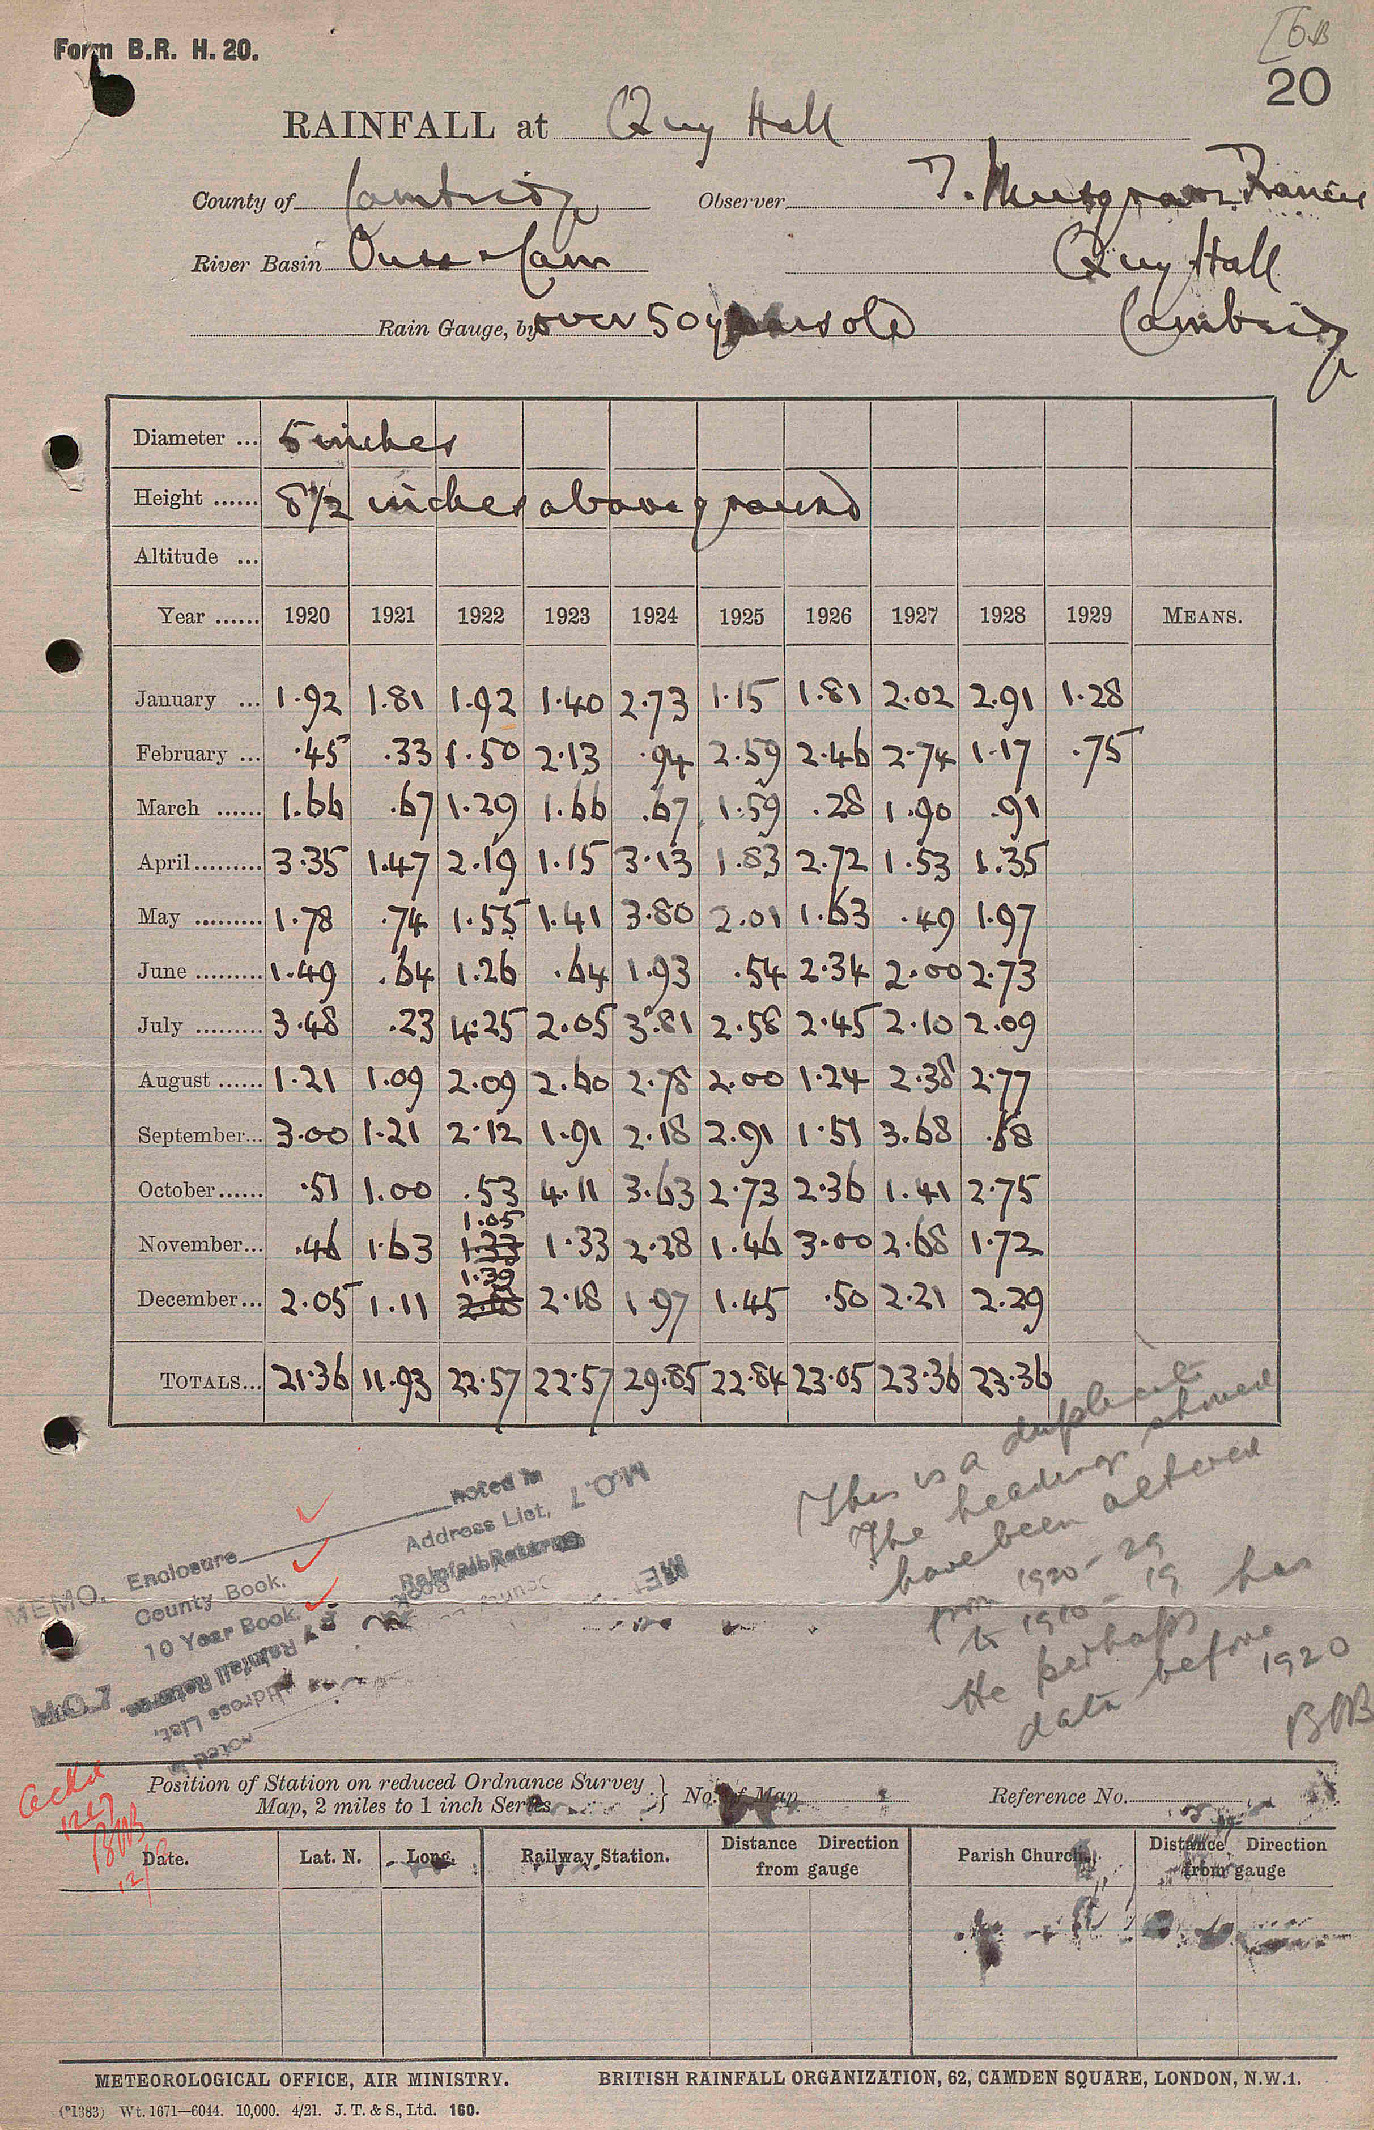 Form B.R. H. 20.
20
RAINFALL at Quy Hall
County of Cambridge Observer T. Musgrave Francis
River Basin Ouse - Cam Quy Hall
Rain Gauge, by over 50 years old Cambridge
Diameter ... 5 inches
Height ...... 8 1/2 inches above ground
Altitude ...
Year ...... 1920 1921 1922 1923 1924 1925 1926 1927 1928 1929 MEANS.
January ... 1.92 1.81 1.92 1.40 2.73 1.15 1.81 2.02 2.91 1.28
February ... .45 .33 1.50 2.13 .94 2.59 2.46 2.74 1.17 .75
March ...... 1.66 .67 1.29 1.66 .67 1.59 .28 1.90 .91
April ......... 3.35 1.47 2.19 1.15 3.13 1.83 2.72 1.53 1.35
May ......... 1.78 .74 1.55 1.41 3.80 2.01 1.63 .49 1.97
June ......... 1.49 .64 1.26 .64 1.93 .54 2.34 2.00 2.73
July ......... 3.48 .23 4.25 2.05 3.81 2.58 2.45 2.10 2.09
August ...... 1.21 1.09 2.09 2.60 2.78 2.00 1.24 2.38 2.77
September... 3.00 1.21 2.12 1.91 2.18 2.91 1.51 3.68 .68
October...... .51 1.00 .53 4.11 3.63 2.73 2.36 1.41 2.75
1.05
November... .46 1.63 1.33 1.33 2.28 1.46 3.00 2.68 1.72
1.39
December... 2.05 1.11 2.18 2.18 1.97 1.45 .50 2.21 2.29
TOTALS... 21.36 11.93 22.57 22.57 29.85 22.84 23.05 23.36 23.36
This is a duplicate
The headings should
have been altered
from 1920-29
to 1910-19
He perhaps has
data before 1920
BMB
noted in
Address List, M.O.7.
Rainfall Returns
MEMO. Enclosure
County Book.
10 Year Book.
Rainfall Returns
M.O.7.
Address List.
noted in
Ackd
1227
BMB
Position of Station on reduced Ordnance Survey
Map, 2 miles to 1 inch Series } No. of Map Reference No.
Date. Lat. N. Long. Railway Station. Distance Direction from gauge Parish Church. Distance Direction from gauge
METEOROLOGICAL OFFICE, AIR MINISTRY. BRITISH RAINFALL ORGANIZATION, 62, CAMDEN SQUARE, LONDON, N.W.1.
(*1383) Wt. 1671—6044. 10,000. 4/21. J. T. & S., Ltd. 160.